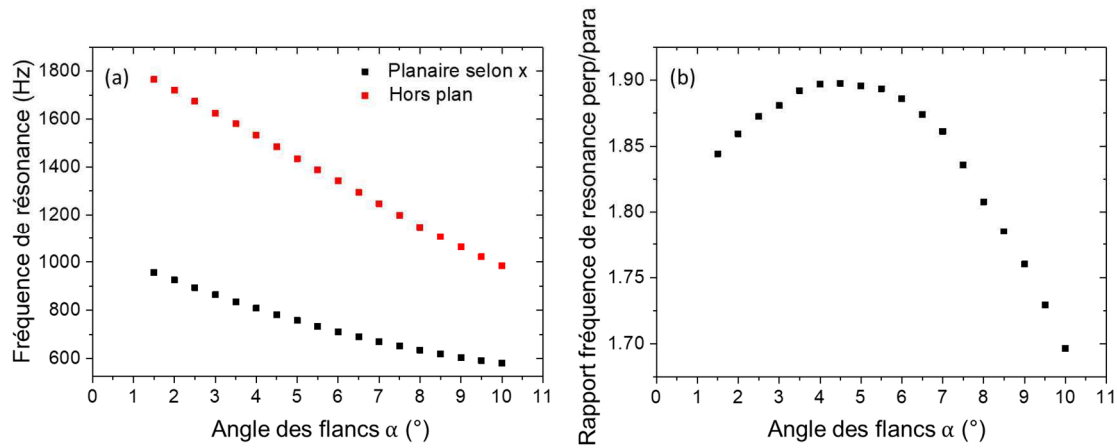 (a)
Planaire selon x
Hors plan
Fréquence de résonance (Hz)
1800
1600
1400
1200
1000
800
600
0 1 2 3 4 5 6 7 8 9 10 11
Angle des flancs α (°)
(b)
Rapport fréquence de resonance perp/para
1.90
1.85
1.80
1.75
1.70
0 1 2 3 4 5 6 7 8 9 10 11
Angle des flancs α (°)